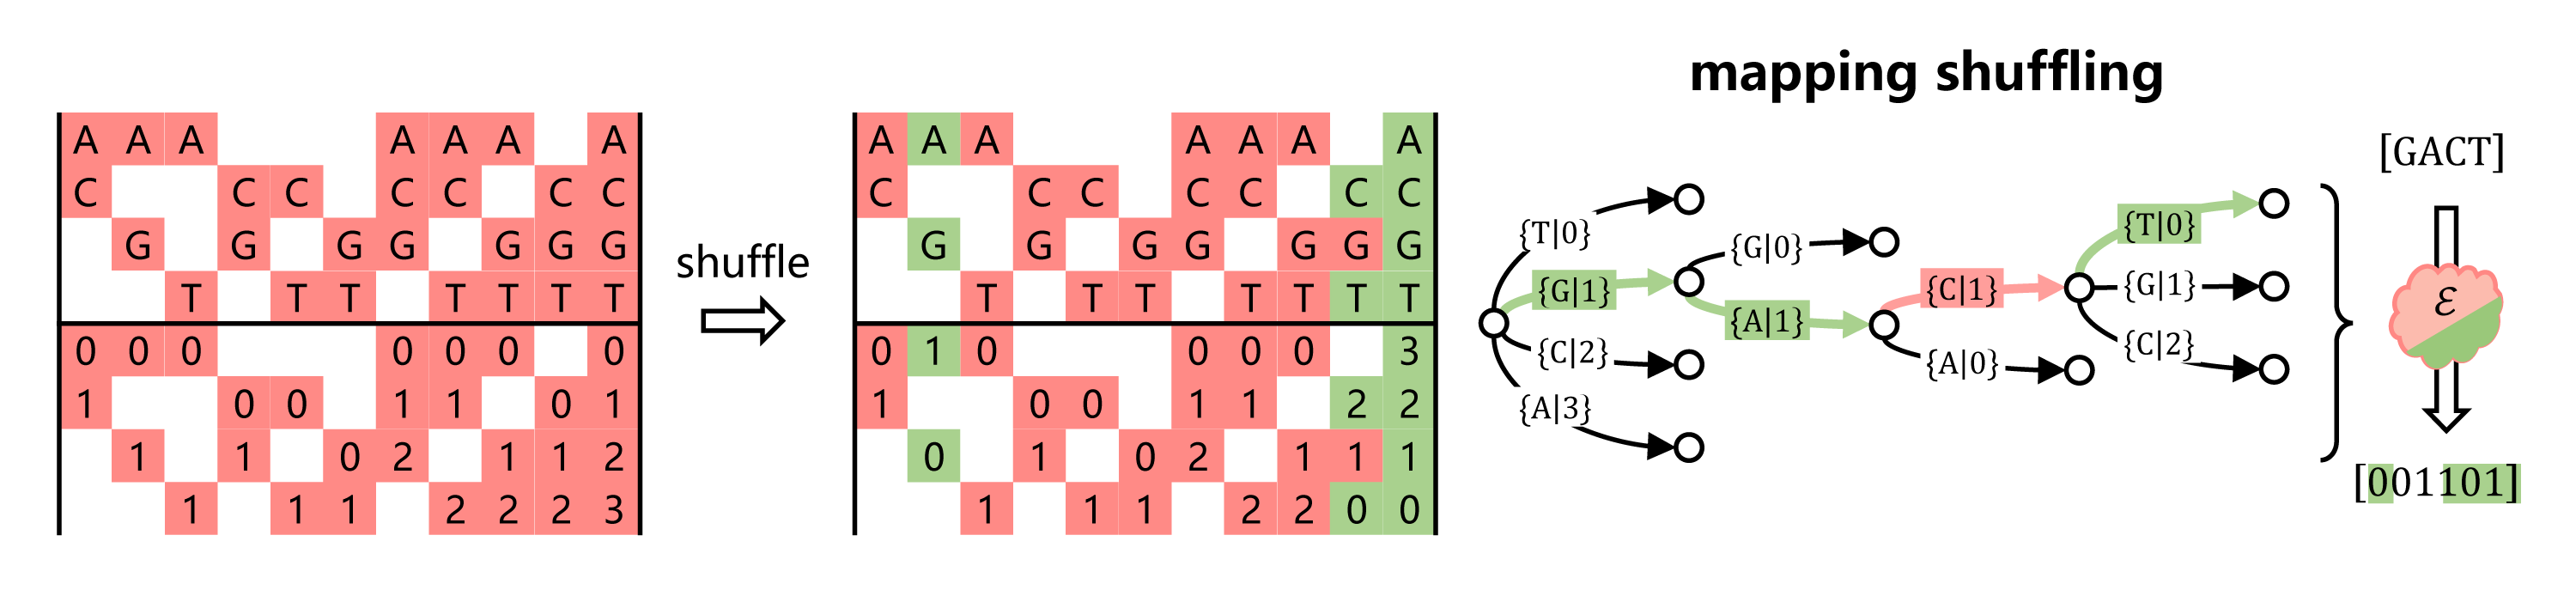 mapping shuffling
A A A A A A A
C C C C C C C
G G G G G G G
T T T T T T T T
0 0 0 0 0 0 0
1 0 0 1 1 0 1
1 1 0 2 1 1 2
1 1 1 2 2 2 3
shuffle
A A A A A A A
C C C C C C C
G G G G G G G
T T T T T T T T
0 1 0 0 0 0 3
1 0 0 1 1 2 2
0 1 0 2 1 1 1
1 1 1 2 2 0 0
{T|0}
{G|1}
{C|2}
{A|3}
{G|0}
{A|1}
{C|1}
{A|0}
{T|0}
{G|1}
{C|2}
[GACT]
ℰ
[001101]